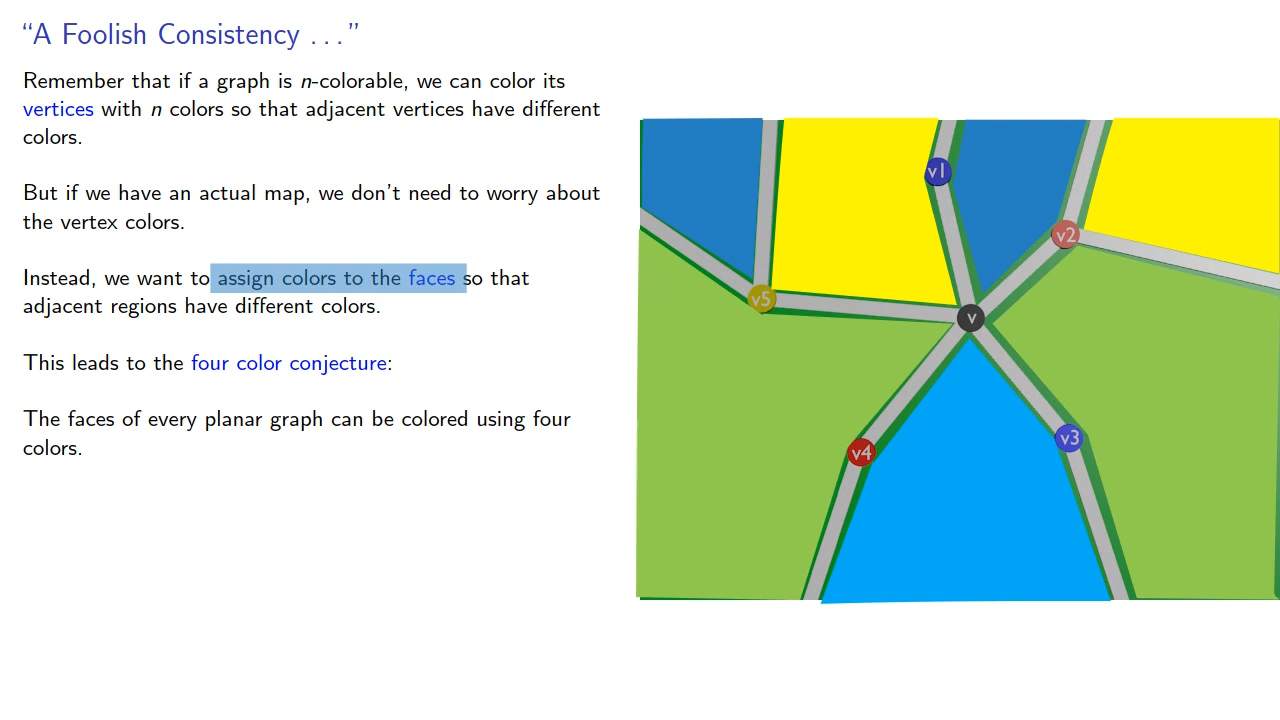 “A Foolish Consistency . . . ”
Remember that if a graph is n-colorable, we can color its
vertices with n colors so that adjacent vertices have different
colors.
But if we have an actual map, we don’t need to worry about
the vertex colors.
Instead, we want to assign colors to the faces so that
adjacent regions have different colors.
This leads to the four color conjecture:
The faces of every planar graph can be colored using four
colors.
v1
v2
v5
v
v3
v4